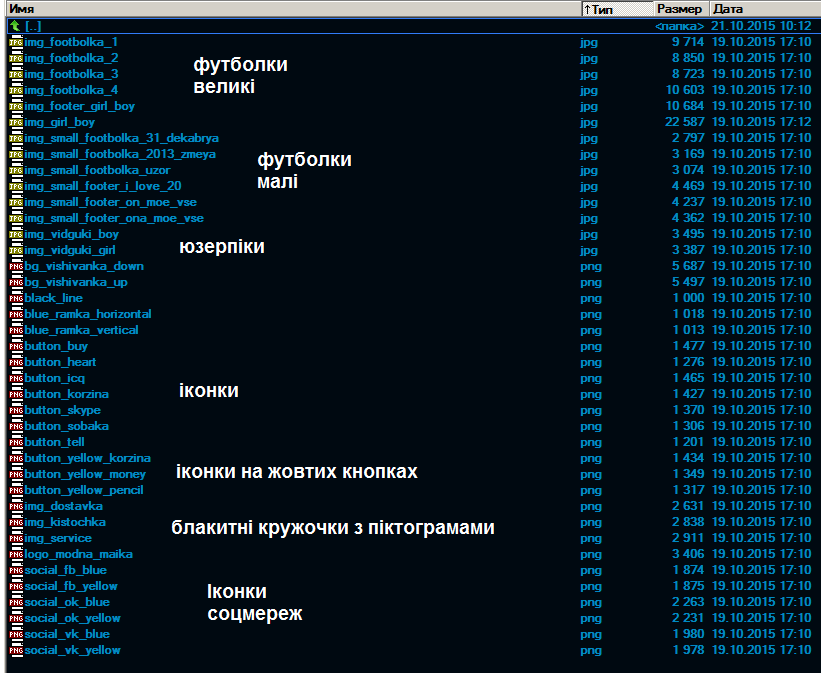 Имя ↑Тип Размер Дата
[..] <папка> 21.10.2015 10:12
img_footbolka_1 jpg 9 714 19.10.2015 17:10
img_footbolka_2 jpg 8 850 19.10.2015 17:10
футболки
img_footbolka_3 jpg 8 723 19.10.2015 17:10
великі
img_footbolka_4 jpg 10 603 19.10.2015 17:10
img_footer_girl_boy jpg 10 684 19.10.2015 17:10
img_girl_boy jpg 22 587 19.10.2015 17:12
img_small_footbolka_31_dekabrya jpg 2 797 19.10.2015 17:10
img_small_footbolka_2013_zmeya jpg 3 169 19.10.2015 17:10
футболки
img_small_footbolka_uzor jpg 3 074 19.10.2015 17:10
малі
img_small_footer_i_love_20 jpg 4 469 19.10.2015 17:10
img_small_footer_on_moe_vse jpg 4 237 19.10.2015 17:10
img_small_footer_ona_moe_vse jpg 4 362 19.10.2015 17:10
img_vidguki_boy jpg 3 495 19.10.2015 17:10
юзерпіки
img_vidguki_girl jpg 3 387 19.10.2015 17:10
bg_vishivanka_down png 5 687 19.10.2015 17:10
bg_vishivanka_up png 5 497 19.10.2015 17:10
black_line png 1 000 19.10.2015 17:10
blue_ramka_horizontal png 1 018 19.10.2015 17:10
blue_ramka_vertical png 1 013 19.10.2015 17:10
button_buy png 1 477 19.10.2015 17:10
button_heart png 1 276 19.10.2015 17:10
button_icq png 1 465 19.10.2015 17:10
іконки
button_korzina png 1 427 19.10.2015 17:10
button_skype png 1 370 19.10.2015 17:10
button_sobaka png 1 306 19.10.2015 17:10
button_tell png 1 201 19.10.2015 17:10
button_yellow_korzina png 1 434 19.10.2015 17:10
іконки на жовтих кнопках
button_yellow_money png 1 349 19.10.2015 17:10
button_yellow_pencil png 1 317 19.10.2015 17:10
img_dostavka png 2 631 19.10.2015 17:10
img_kistochka png 2 838 19.10.2015 17:10
блакитні кружочки з піктограмами
img_service png 2 911 19.10.2015 17:10
logo_modna_maika png 3 406 19.10.2015 17:10
social_fb_blue png 1 874 19.10.2015 17:10
social_fb_yellow png 1 875 19.10.2015 17:10
Іконки
social_ok_blue png 2 263 19.10.2015 17:10
соцмереж
social_ok_yellow png 2 231 19.10.2015 17:10
social_vk_blue png 1 980 19.10.2015 17:10
social_vk_yellow png 1 978 19.10.2015 17:10